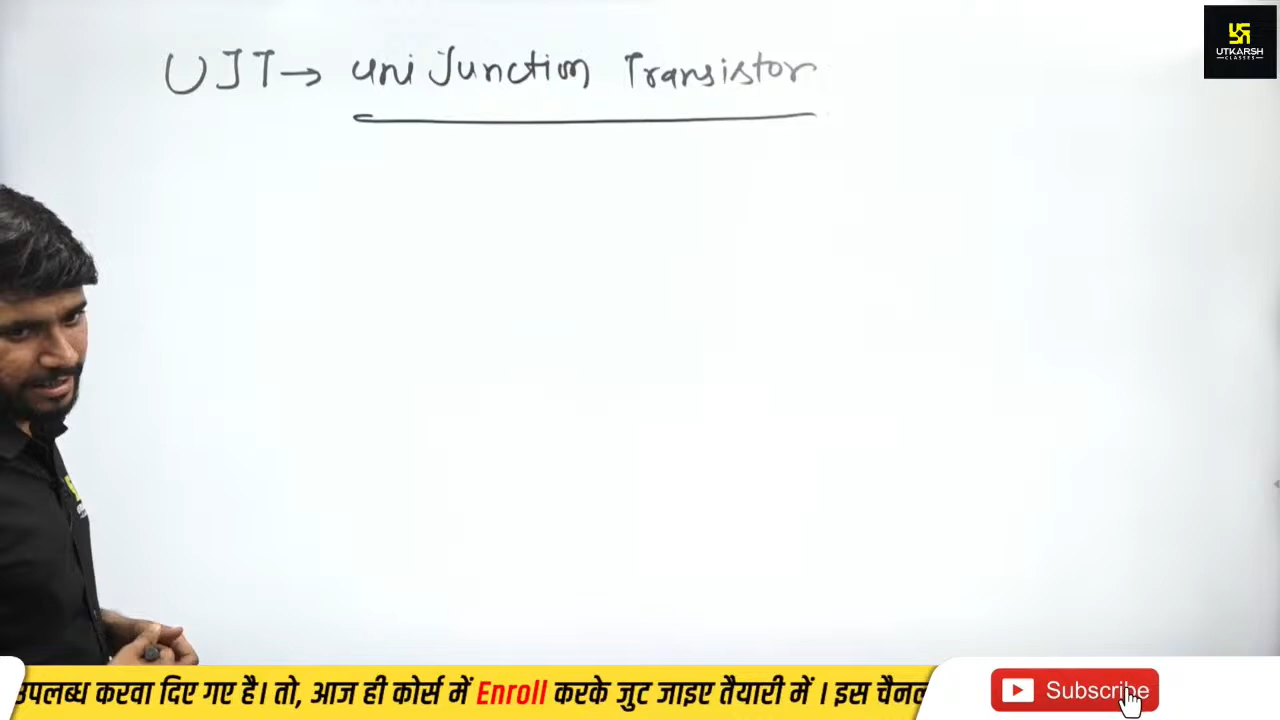 UJT → uni Junction Transistor
UTKARSH
CLASSES
उपलब्ध करवा दिए गए है। तो, आज ही कोर्स में Enroll करके जुट जाइए तैयारी में । इस चैनल
Subscribe